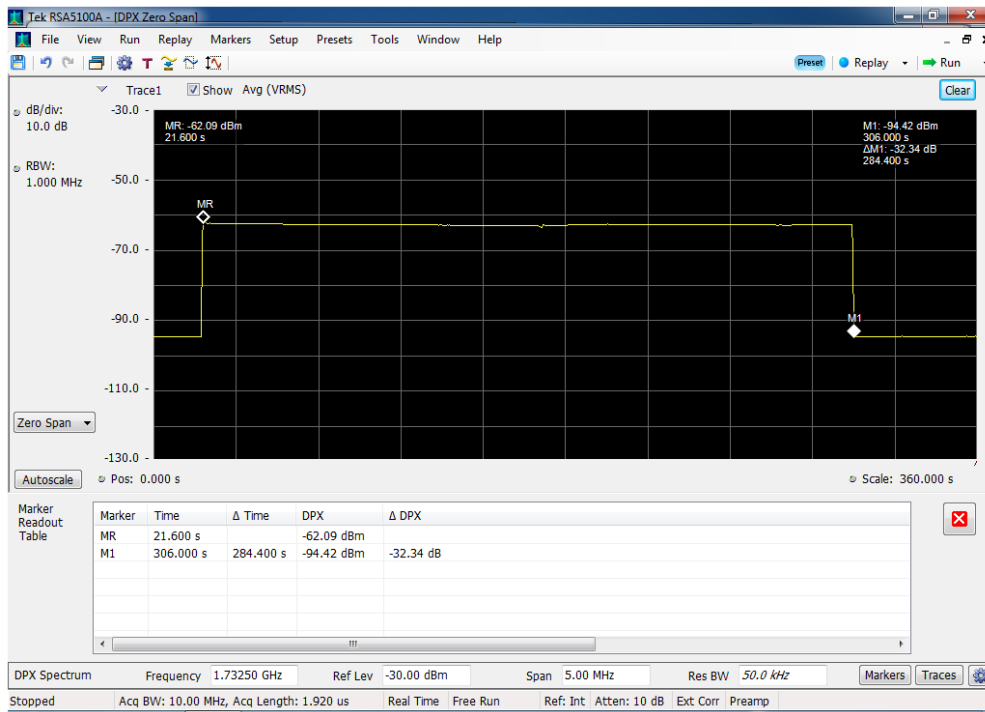 Tek RSA5100A - [DPX Zero Span]
File View Run Replay Markers Setup Presets Tools Window Help
T Preset Replay Run
Trace1 Show Avg (VRMS) Clear
dB/div:
10.0 dB
RBW:
1.000 MHz
-30.0
-50.0
-70.0
-90.0
-110.0
-130.0
MR: -62.09 dBm
21.600 s
M1: -94.42 dBm
306.000 s
ΔM1: -32.34 dB
284.400 s
MR
M1
Zero Span
Autoscale Pos: 0.000 s Scale: 360.000 s
Marker
Readout
Table
Marker Time Δ Time DPX Δ DPX
MR 21.600 s -62.09 dBm
M1 306.000 s 284.400 s -94.42 dBm -32.34 dB
DPX Spectrum Frequency 1.73250 GHz Ref Lev -30.00 dBm Span 5.00 MHz Res BW 50.0 kHz Markers Traces
Stopped Acq BW: 10.00 MHz, Acq Length: 1.920 us Real Time Free Run Ref: Int Atten: 10 dB Ext Corr Preamp